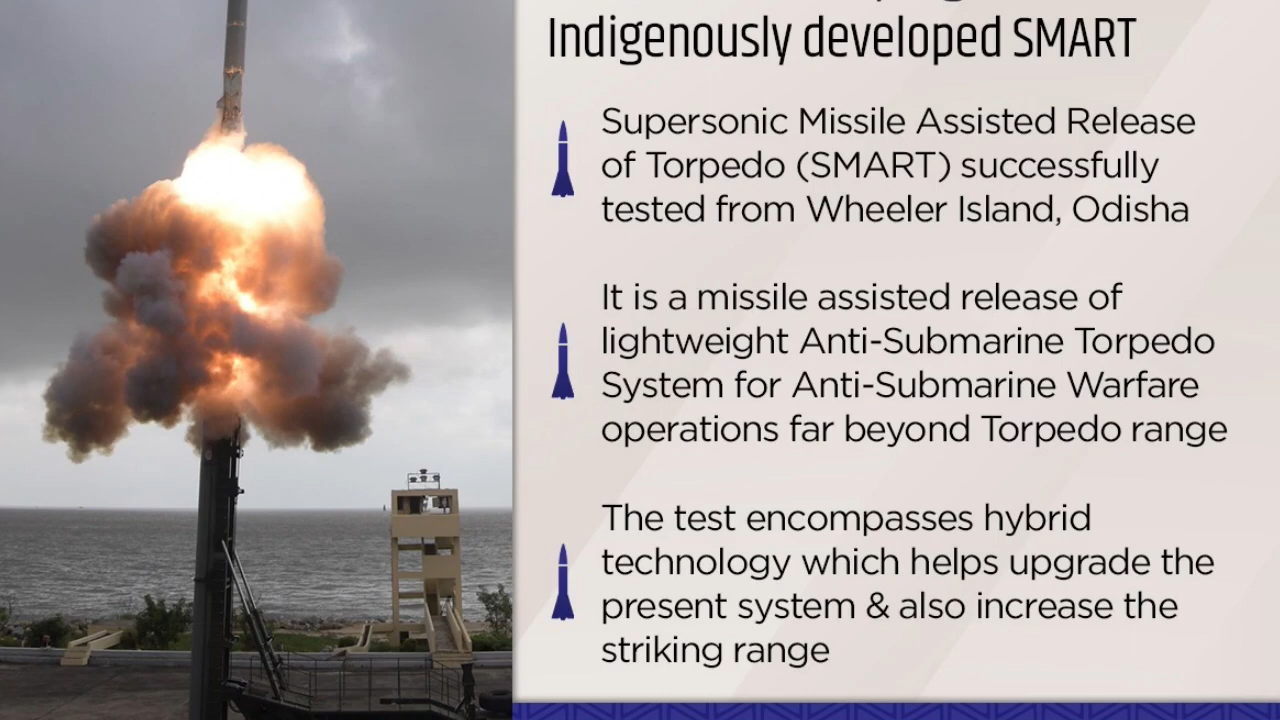 Indigenously developed SMART
Supersonic Missile Assisted Release
of Torpedo (SMART) successfully
tested from Wheeler Island, Odisha
It is a missile assisted release of
lightweight Anti-Submarine Torpedo
System for Anti-Submarine Warfare
operations far beyond Torpedo range
The test encompasses hybrid
technology which helps upgrade the
present system & also increase the
striking range